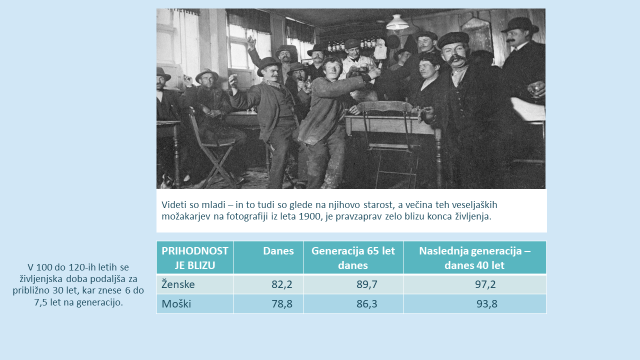 Videti so mladi – in to tudi so glede na njihovo starost, a večina teh veseljaških
možakarjev na fotografiji iz leta 1900, je pravzaprav zelo blizu konca življenja.
V 100 do 120-ih letih se
življenjska doba podaljša za
približno 30 let, kar znese 6 do
7,5 let na generacijo.
PRIHODNOST JE BLIZU Danes Generacija 65 let danes Naslednja generacija – danes 40 let
Ženske 82,2 89,7 97,2
Moški 78,8 86,3 93,8